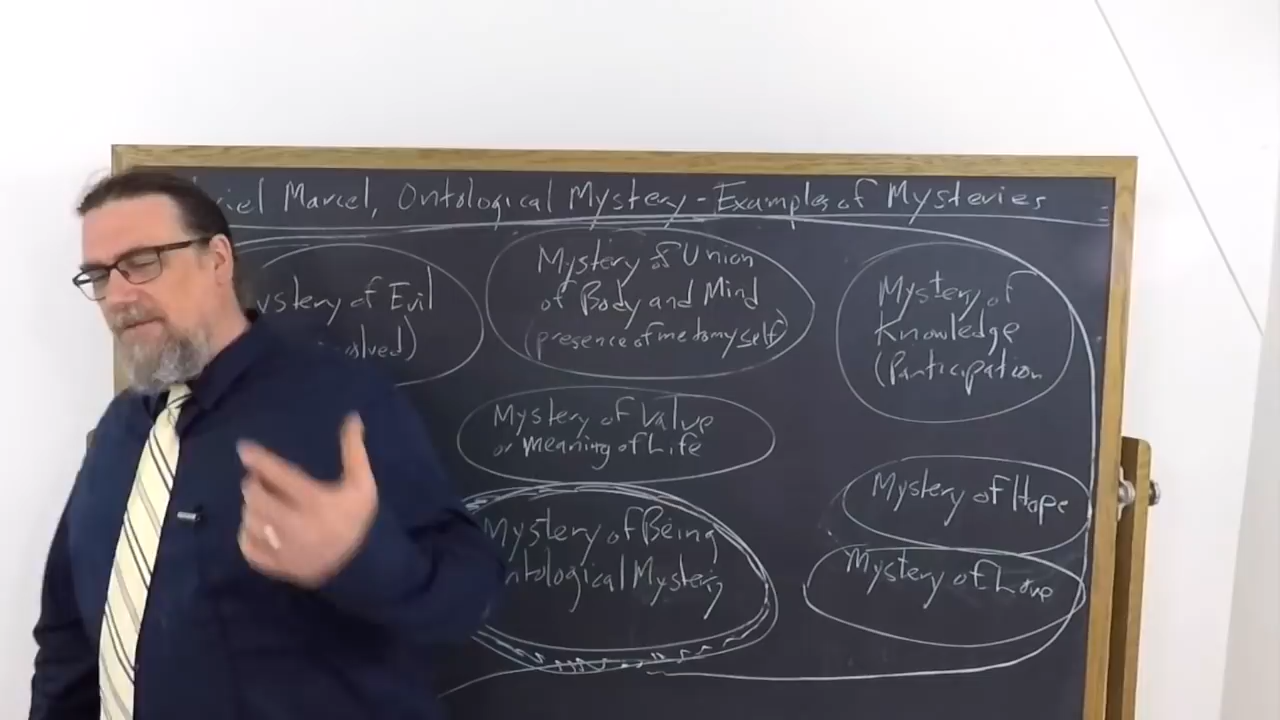 riel Marcel, Ontological Mystery - Examples of Mysteries
ystery of Evil
olved)
Mystery of Union
of Body and Mind
(presence of me to myself)
Mystery of
Knowledge
(Participation
Mystery of Value
or Meaning of Life
Mystery of Being
ntological Mystery
Mystery of Hope
Mystery of Love